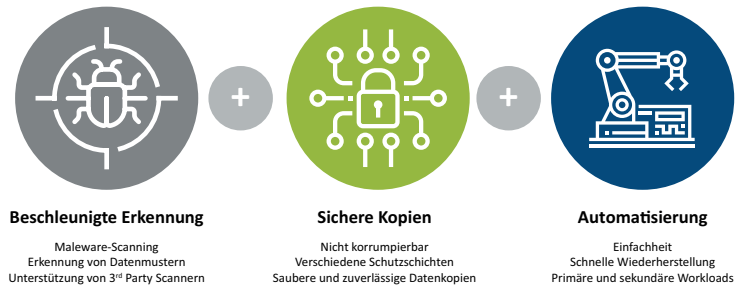 +
+
Beschleunigte Erkennung
Maleware-Scanning
Erkennung von Datenmustern
Unterstützung von 3rd Party Scannern
Sichere Kopien
Nicht korrumpierbar
Verschiedene Schutzschichten
Saubere und zuverlässige Datenkopien
Automatisierung
Einfachheit
Schnelle Wiederherstellung
Primäre und sekundäre Workloads